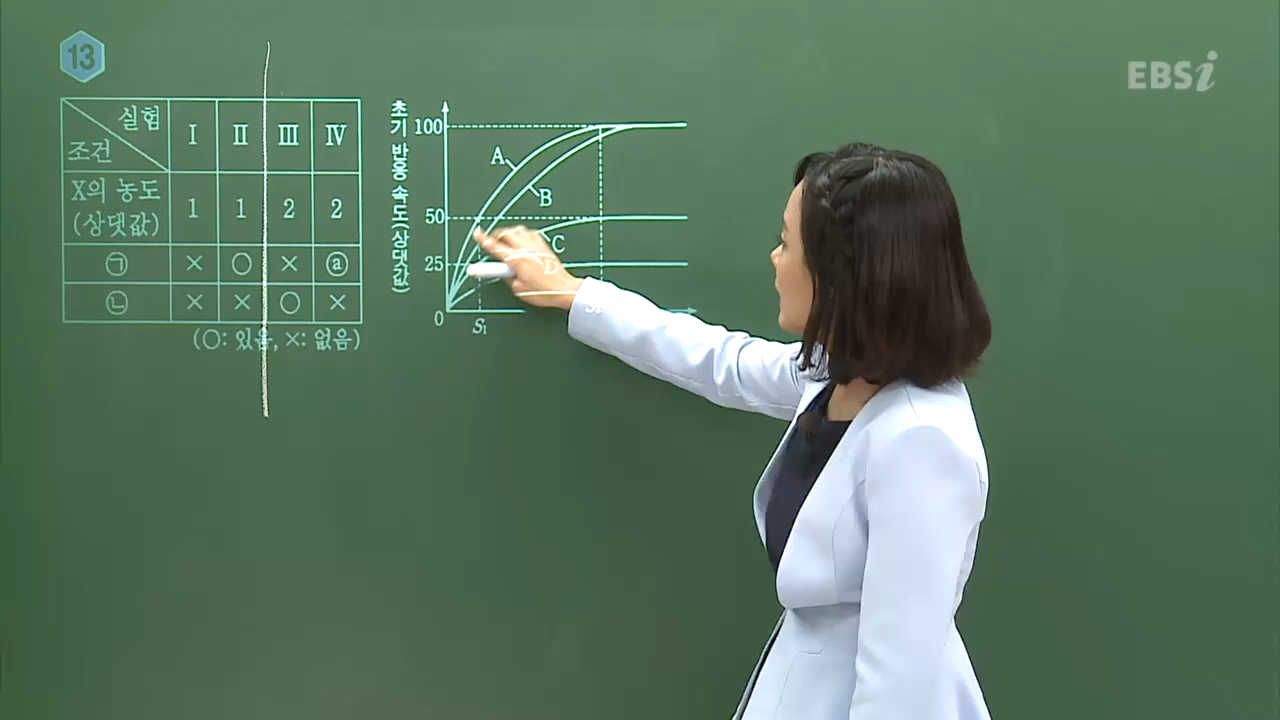 13
EBSi
실험 Ⅰ Ⅱ Ⅲ Ⅳ
조건
X의 농도
(상댓값) 1 1 2 2
㉠ × ○ × ⓐ
㉡ × × ○ ×
(○: 있음, ×: 없음)
초기 반응 속도(상댓값)
100
50
25
0
A
B
C
D
S₁